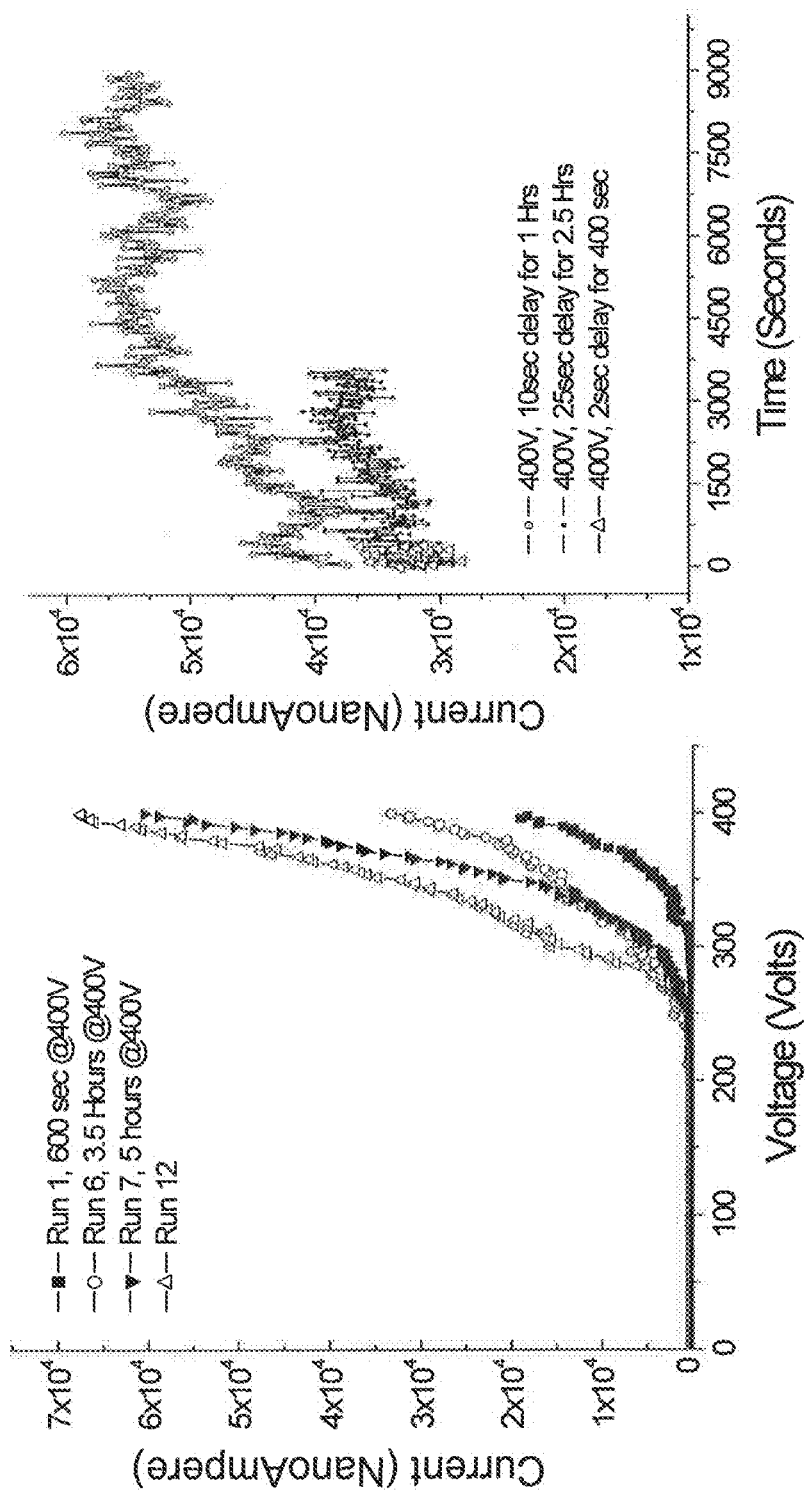 Current (NanoAmpere)
7x10⁴
6x10⁴
5x10⁴
4x10⁴
3x10⁴
2x10⁴
1x10⁴
0
Run 1, 600 sec @400V
Run 6, 3.5 Hours @400V
Run 7, 5 hours @400V
Run 12
0 100 200 300 400
Voltage (Volts)
Current (NanoAmpere)
6x10⁴
5x10⁴
4x10⁴
3x10⁴
2x10⁴
1x10⁴
400V, 10sec delay for 1 Hrs
400V, 25sec delay for 2.5 Hrs
400V, 2sec delay for 400 sec
0 1500 3000 4500 6000 7500 9000
Time (Seconds)